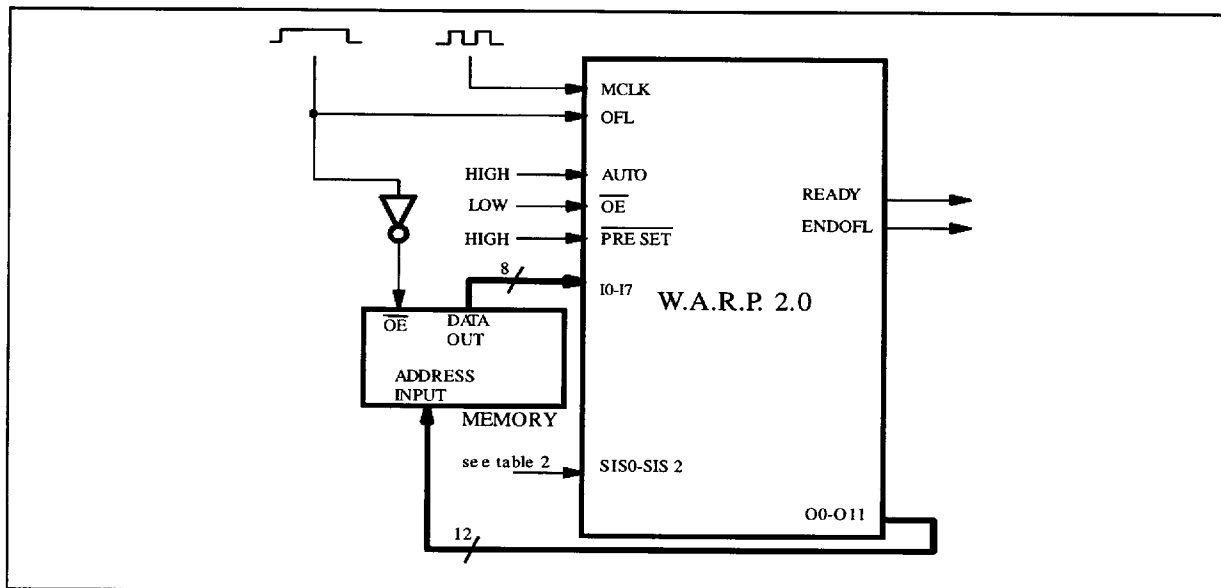 MCLK
OFL
HIGH
AUTO
LOW
OE
HIGH
PRE SET
READY
ENDOFL
8
I0-I7
W.A.R.P. 2.0
OE
DATA
OUT
ADDRESS
INPUT
MEMORY
see table 2
SIS0-SIS 2
O0-O11
12